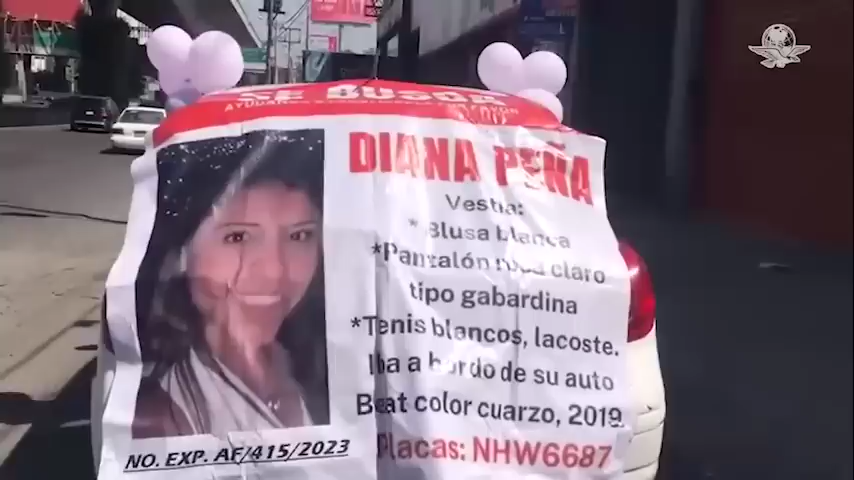 SE BUSCA
DIANA PEÑA
Vestía:
*Blusa blanca
*Pantalón rosa claro
tipo gabardina
*Tenis blancos, lacoste.
Iba a bordo de su auto
Beat color cuarzo, 2019.
Placas: NHW6687
NO. EXP. AF/415/2023